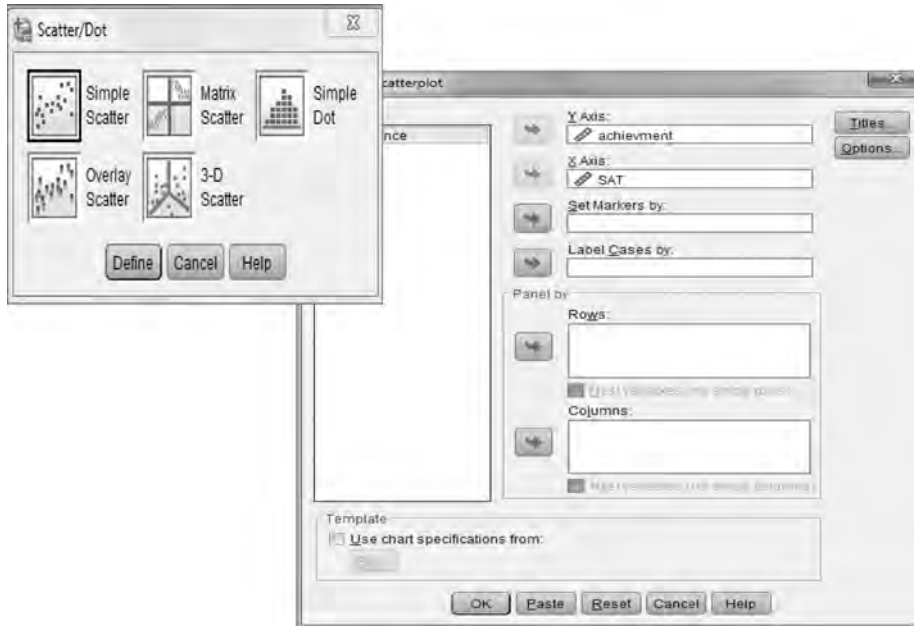 Scatter/Dot
Simple
Scatter
Matrix
Scatter
Simple
Dot
Overlay
Scatter
3-D
Scatter
Define Cancel Help
catterplot
nce
Y Axis:
achievment
X Axis:
SAT
Set Markers by:
Label Cases by:
Panel by
Rows:
Columns:
Titles...
Options...
Template
Use chart specifications from:
OK Paste Reset Cancel Help